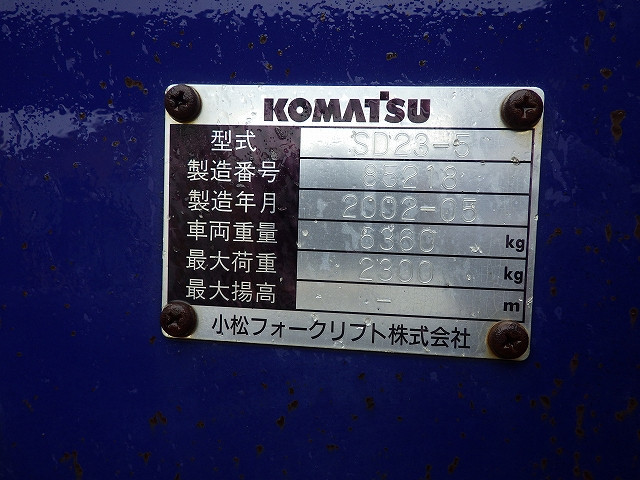 KOMATSU
型式 SD23-5
製造番号 85218
製造年月 2002-05
車両重量 6360 kg
最大荷重 2300 kg
最大揚高 - m
小松フォークリフト株式会社